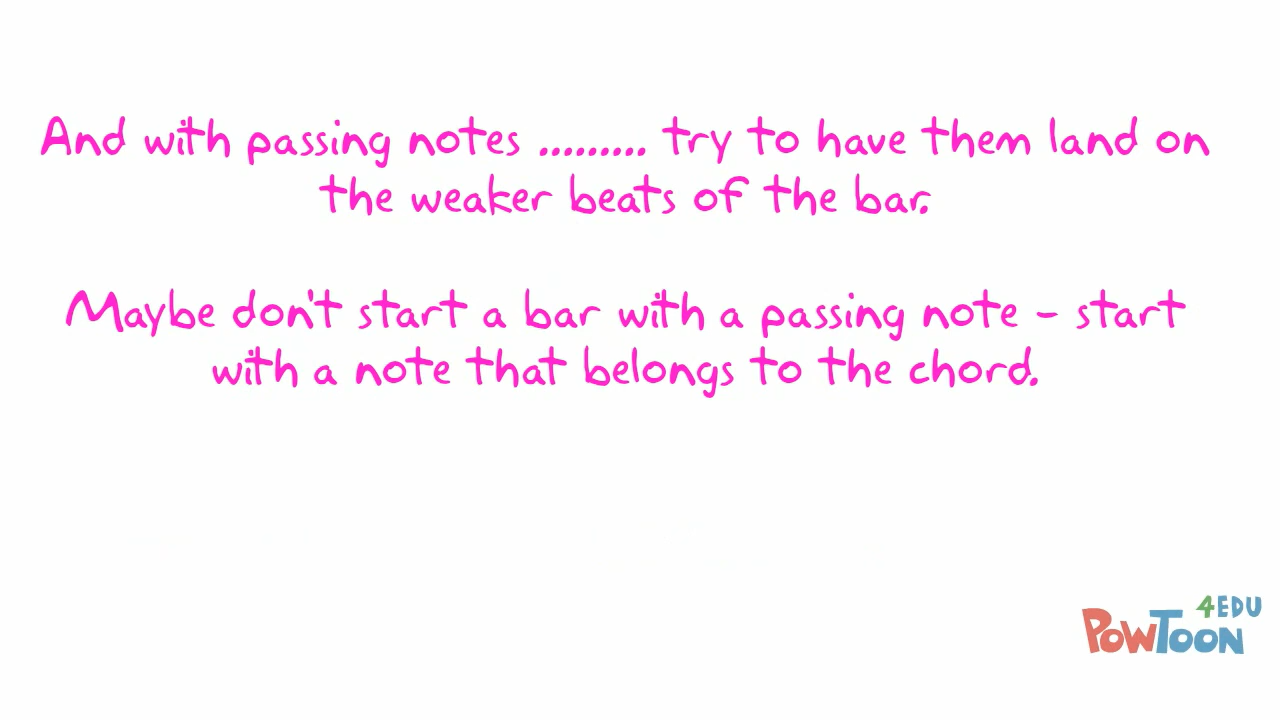 And with passing notes ......... try to have them land on
the weaker beats of the bar.
Maybe don't start a bar with a passing note - start
with a note that belongs to the chord.
4EDU
POWTOON